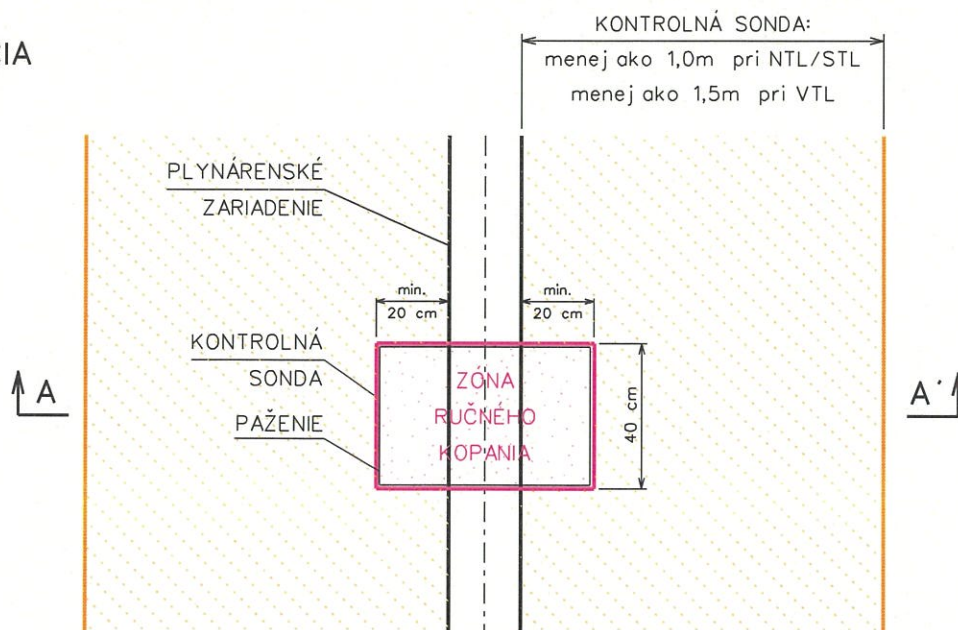 KONTROLNÁ SONDA:
menej ako 1,0m pri NTL/STL
menej ako 1,5m pri VTL
PLYNÁRENSKÉ
ZARIADENIE
min.
20 cm
min.
20 cm
KONTROLNÁ
SONDA
PAŽENIE
ZÓNA
RUČNÉHO
KOPANIA
40 cm
A
A'